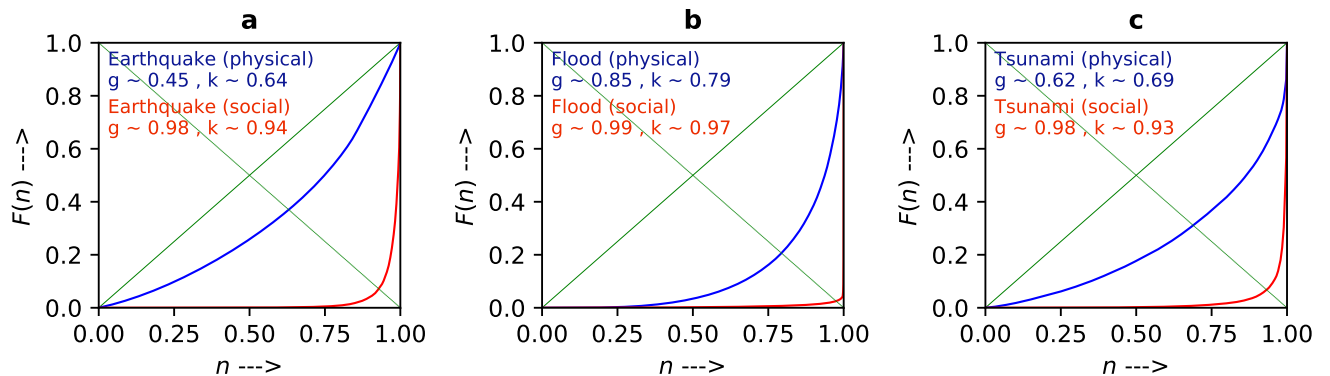 a
Earthquake (physical)
g ~ 0.45 , k ~ 0.64
Earthquake (social)
g ~ 0.98 , k ~ 0.94
1.0
0.8
0.6
0.4
0.2
0.0
F(n) --->
0.00 0.25 0.50 0.75 1.00
n --->
b
Flood (physical)
g ~ 0.85 , k ~ 0.79
Flood (social)
g ~ 0.99 , k ~ 0.97
1.0
0.8
0.6
0.4
0.2
0.0
F(n) --->
0.00 0.25 0.50 0.75 1.00
n --->
c
Tsunami (physical)
g ~ 0.62 , k ~ 0.69
Tsunami (social)
g ~ 0.98 , k ~ 0.93
1.0
0.8
0.6
0.4
0.2
0.0
F(n) --->
0.00 0.25 0.50 0.75 1.00
n --->